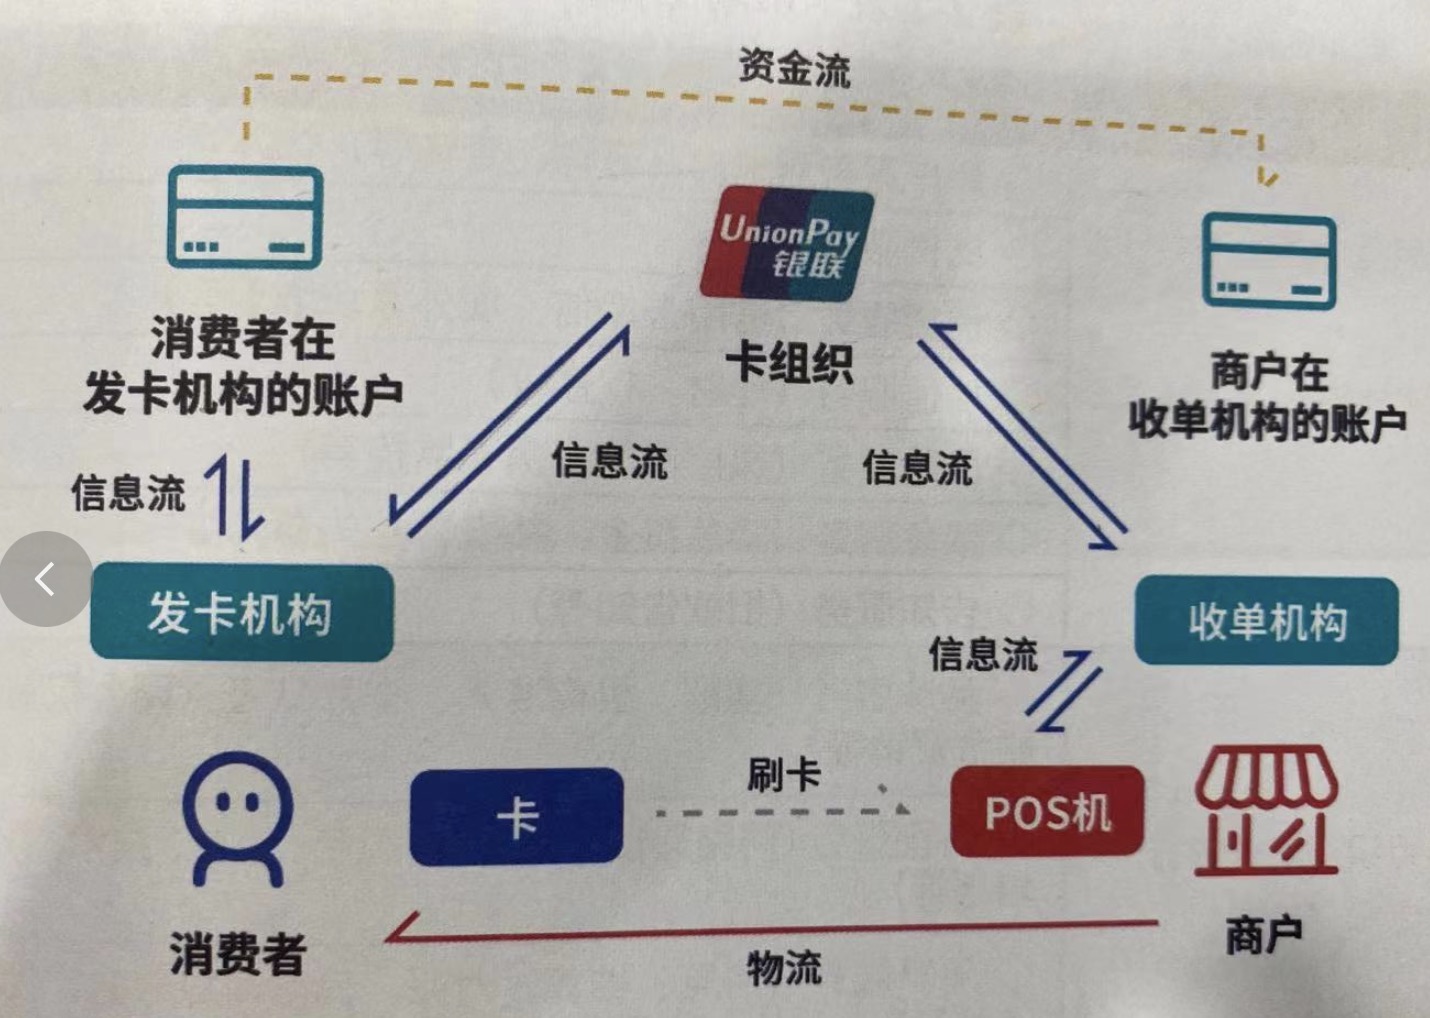 资金流
UnionPay
银联
消费者在
发卡机构的账户
卡组织
商户在
收单机构的账户
信息流
信息流
信息流
发卡机构
收单机构
信息流
刷卡
卡
POS机
消费者
商户
物流